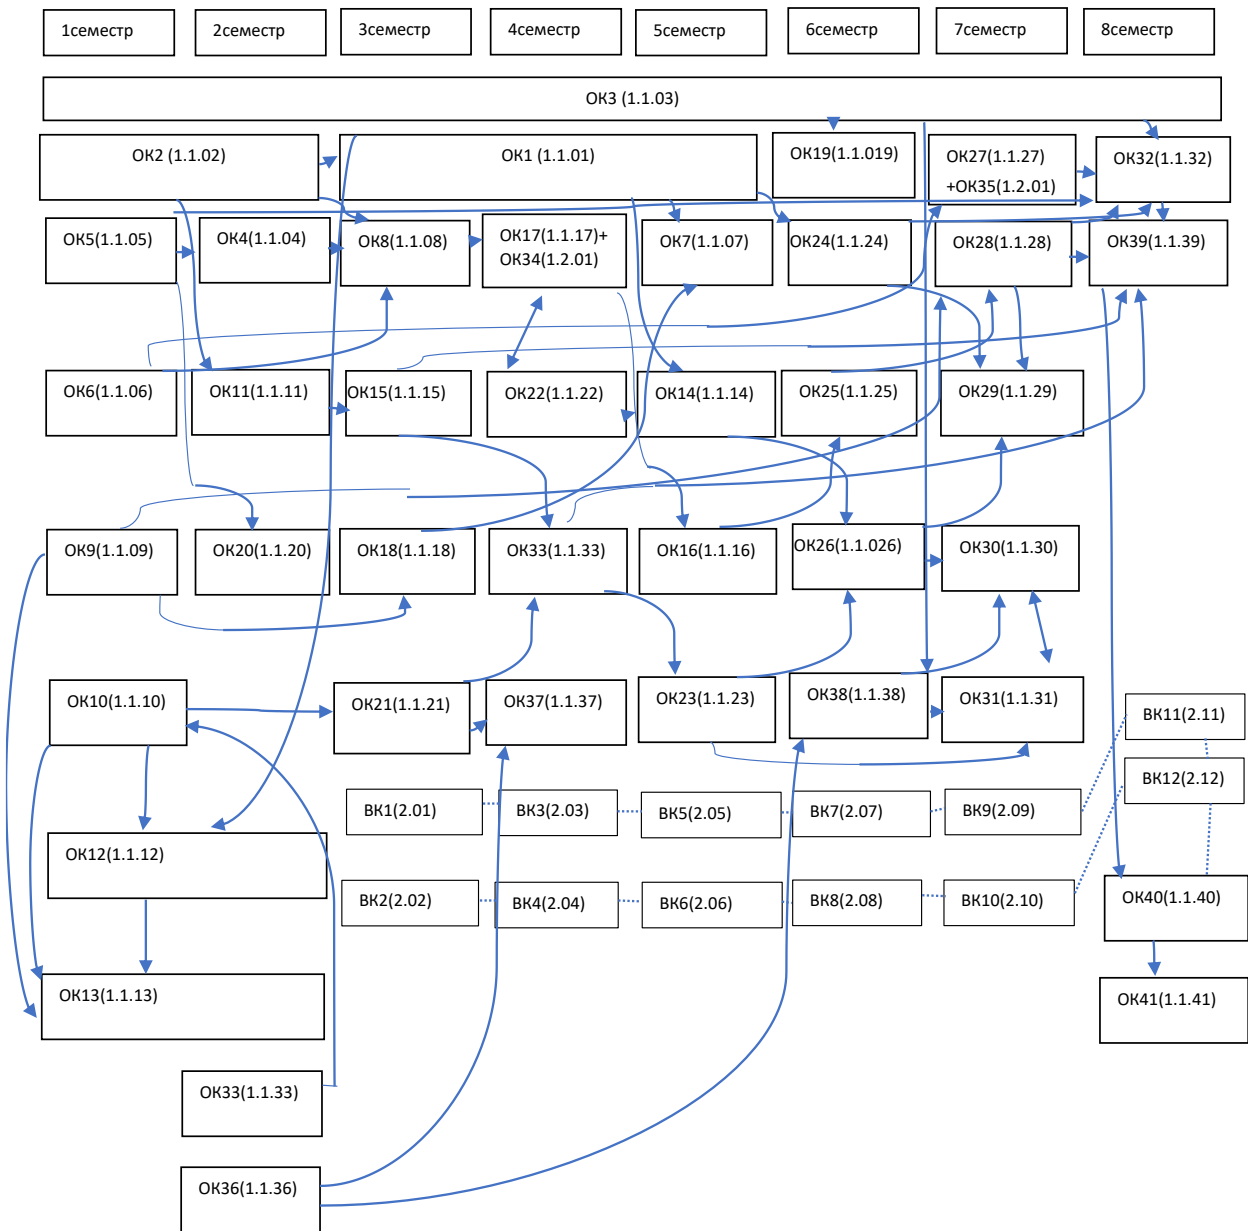 1семестр
2семестр
3семестр
4семестр
5семестр
6семестр
7семестр
8семестр
ОК3 (1.1.03)
ОК2 (1.1.02)
ОК1 (1.1.01)
ОК19(1.1.019)
ОК27(1.1.27)
+ОК35(1.2.01)
ОК32(1.1.32)
ОК5(1.1.05)
ОК4(1.1.04)
ОК8(1.1.08)
ОК17(1.1.17)+
ОК34(1.2.01)
ОК7(1.1.07)
ОК24(1.1.24)
ОК28(1.1.28)
ОК39(1.1.39)
ОК6(1.1.06)
ОК11(1.1.11)
ОК15(1.1.15)
ОК22(1.1.22)
ОК14(1.1.14)
ОК25(1.1.25)
ОК29(1.1.29)
ОК9(1.1.09)
ОК20(1.1.20)
ОК18(1.1.18)
ОК33(1.1.33)
ОК16(1.1.16)
ОК26(1.1.026)
ОК30(1.1.30)
ОК10(1.1.10)
ОК21(1.1.21)
ОК37(1.1.37)
ОК23(1.1.23)
ОК38(1.1.38)
ОК31(1.1.31)
ВК11(2.11)
ВК12(2.12)
ВК1(2.01)
ВК3(2.03)
ВК5(2.05)
ВК7(2.07)
ВК9(2.09)
ОК12(1.1.12)
ВК2(2.02)
ВК4(2.04)
ВК6(2.06)
ВК8(2.08)
ВК10(2.10)
ОК40(1.1.40)
ОК13(1.1.13)
ОК41(1.1.41)
ОК33(1.1.33)
ОК36(1.1.36)